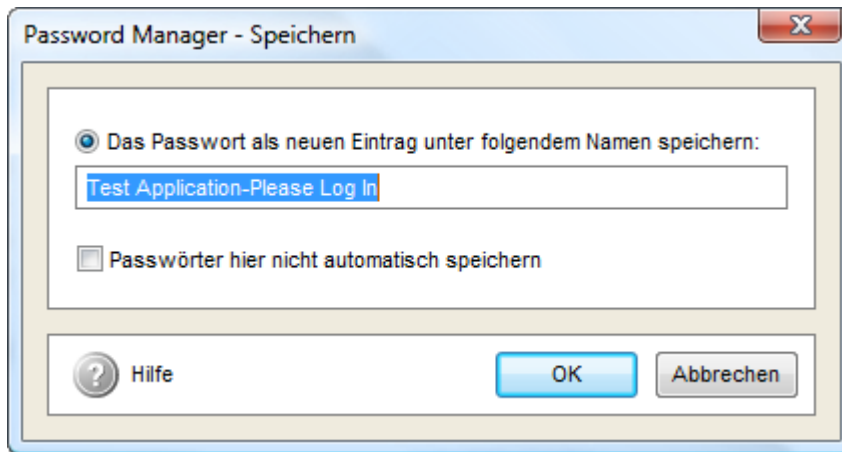 Password Manager - Speichern
Das Passwort als neuen Eintrag unter folgendem Namen speichern:
Test Application-Please Log In
Passwörter hier nicht automatisch speichern
? Hilfe OK Abbrechen